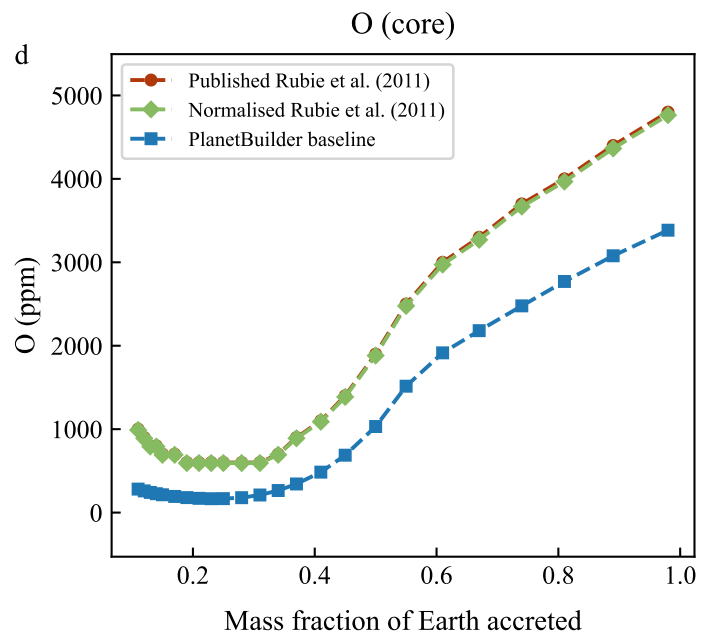 O (core)
d
Published Rubie et al. (2011)
Normalised Rubie et al. (2011)
PlanetBuilder baseline
5000
4000
3000
2000
1000
0
O (ppm)
0.2 0.4 0.6 0.8 1.0
Mass fraction of Earth accreted